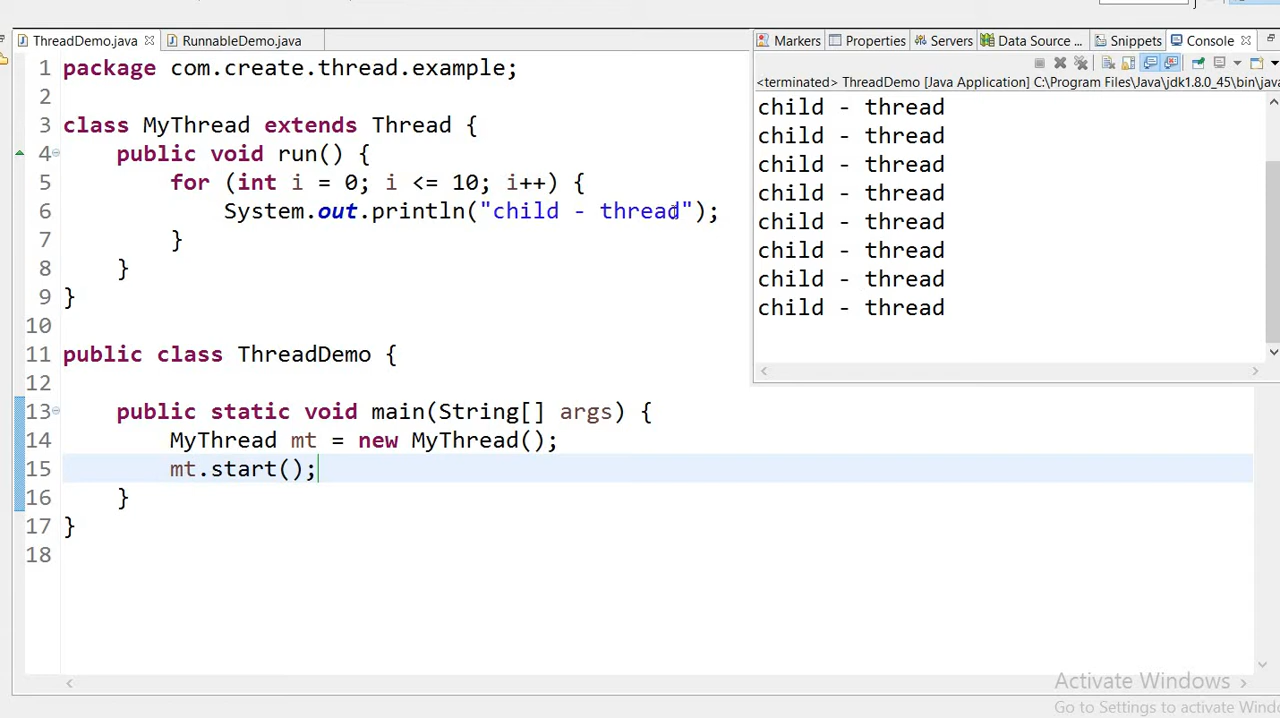 ThreadDemo.java
RunnableDemo.java
1 package com.create.thread.example;
2
3 class MyThread extends Thread {
4 public void run() {
5 for (int i = 0; i <= 10; i++) {
6 System.out.println("child - thread");
7 }
8 }
9 }
10
11 public class ThreadDemo {
12
13 public static void main(String[] args) {
14 MyThread mt = new MyThread();
15 mt.start();
16 }
17 }
18
Markers Properties Servers Data Source ... Snippets Console
<terminated> ThreadDemo [Java Application] C:\Program Files\Java\jdk1.8.0_45\bin\java
child - thread
child - thread
child - thread
child - thread
child - thread
child - thread
child - thread
child - thread
Activate Windows
Go to Settings to activate Windo